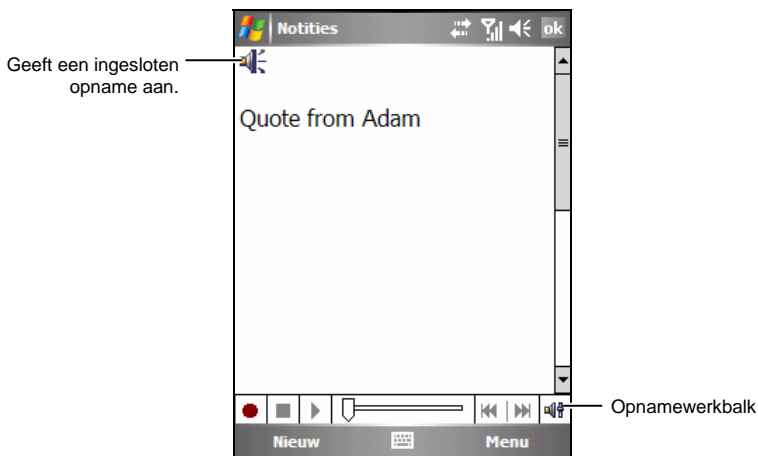 Notities
ok
Geeft een ingesloten
opname aan.
Quote from Adam
Opnamewerkbalk
Nieuw
Menu